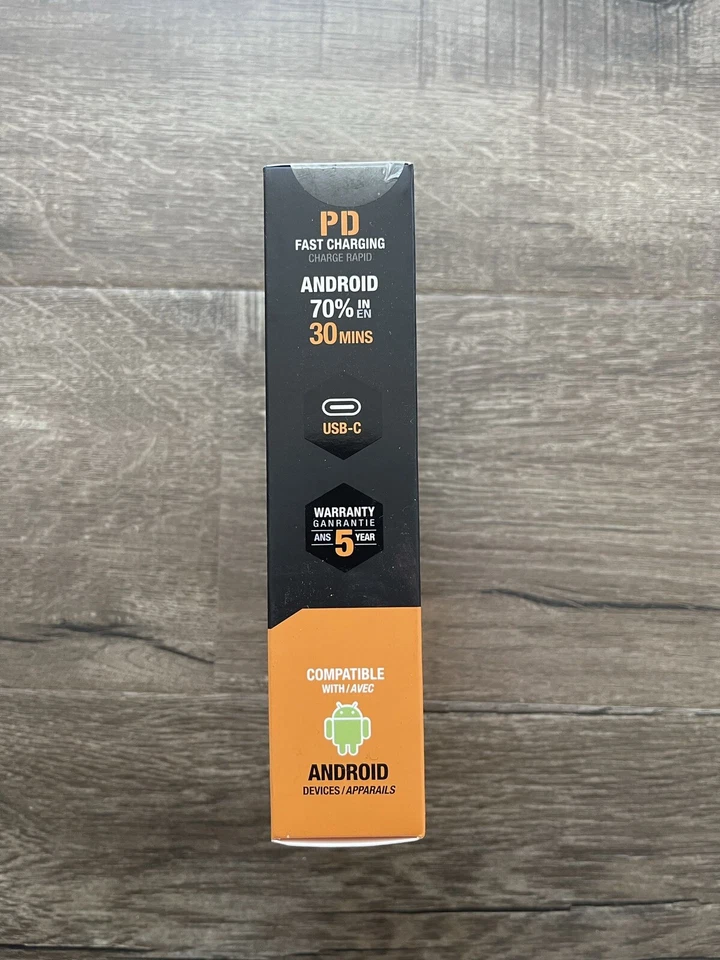 PD
FAST CHARGING
CHARGE RAPID
ANDROID
70% IN EN
30 MINS
USB-C
WARRANTY
GANRANTIE
ANS 5 YEAR
COMPATIBLE
WITH / AVEC
ANDROID
DEVICES / APPARAILS